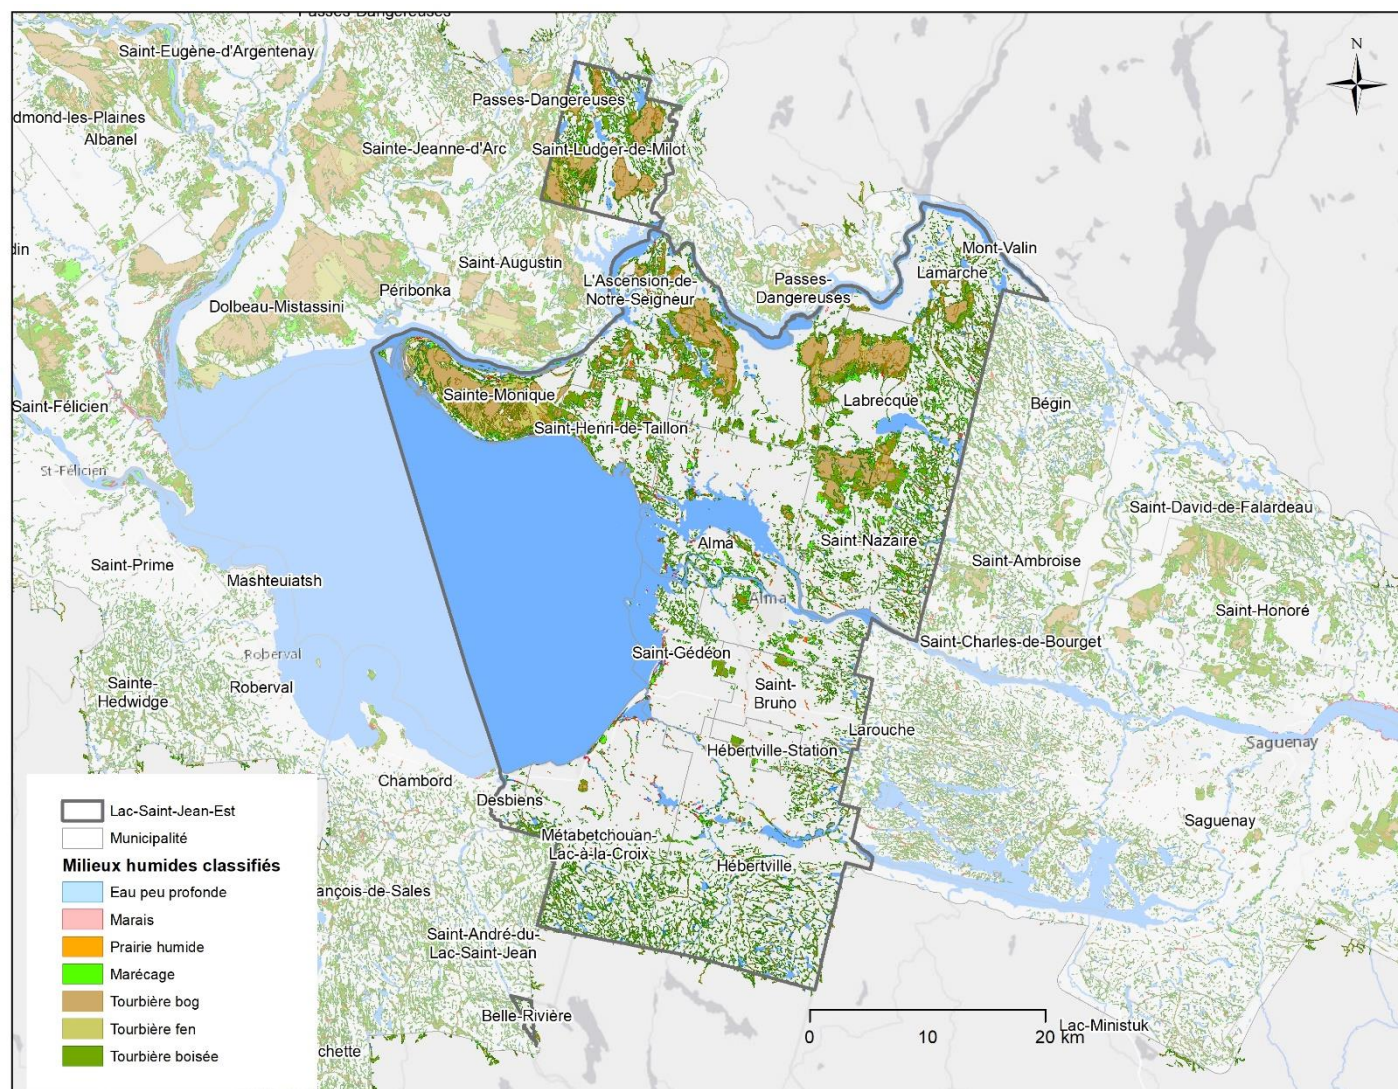 Passes-Dangereuses
Saint-Eugène-d'Argentenay
N
Passes-Dangereuses
dmond-les-Plaines
Albanel
Sainte-Jeanne-d'Arc
Saint-Ludger-de-Milot
din
Mont-Valin
Saint-Augustin
Lamarche
L'Ascension-de-
Notre-Seigneur
Passes-
Dangereuses
Péribonka
Dolbeau-Mistassini
Sainte-Monique
Labrecque
Bégin
Saint-Félicien
Saint-Henri-de-Taillon
St-Félicien
Saint-David-de-Falardeau
Alma
Saint-Nazaire
Saint-Prime
Saint-Ambroise
Mashteuiatsh
Alma
Saint-Honoré
Saint-Charles-de-Bourget
Roberval
Saint-Gédéon
Sainte-
Hedwidge
Roberval
Saint-
Bruno
Larouche
Hébertville-Station
Saguenay
Chambord
Desbiens
Saguenay
Métabetchouan-
Lac-à-la-Croix
Hébertville
ançois-de-Sales
Saint-André-du-
Lac-Saint-Jean
Belle-Rivière
Lac-Ministuk
chette
0 10 20 km
Lac-Saint-Jean-Est
Municipalité
Milieux humides classifiés
Eau peu profonde
Marais
Prairie humide
Marécage
Tourbière bog
Tourbière fen
Tourbière boisée